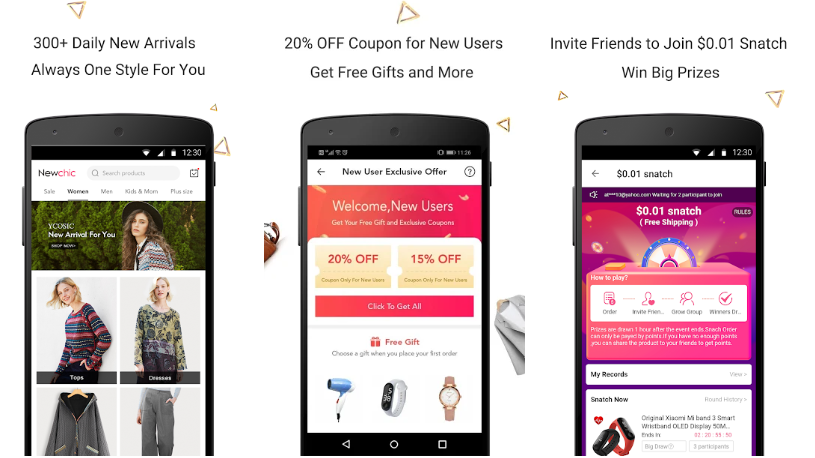 300+ Daily New Arrivals
Always One Style For You
12:30
Newchic
Search products
Sale Women Men Kids & Mom Plus size
YCOSIC
New Arrival For You
SHOP NOW
Tops
Dresses
20% OFF Coupon for New Users
Get Free Gifts and More
11:26
New User Exclusive Offer
?
Welcome,New Users
Get Your Free Gift and Exclusive Coupons
20% OFF
15% OFF
Coupon Only For New Users
Coupon Only For New Users
Click To Get All
Free Gift
Choose a gift when you place your first order
Invite Friends to Join $0.01 Snatch
Win Big Prizes
12:30
$0.01 snatch
Waiting for 2 participant to join
$0.01 snatch
RULES
( Free Shipping )
How to play?
Order
Invite Frien...
Grow Group
Winners Dr...
Prizes are drawn 1 hour after the event ends. Snach Order
can only be payed by points. If you have no enough points
you can share the product to your friends to get points.
My Records
View >
Snatch Now
Round History >
Original Xiaomi Mi band 3 Smart
Wristband OLED Display 50M...
Ends in:
Big Draw
3 participants